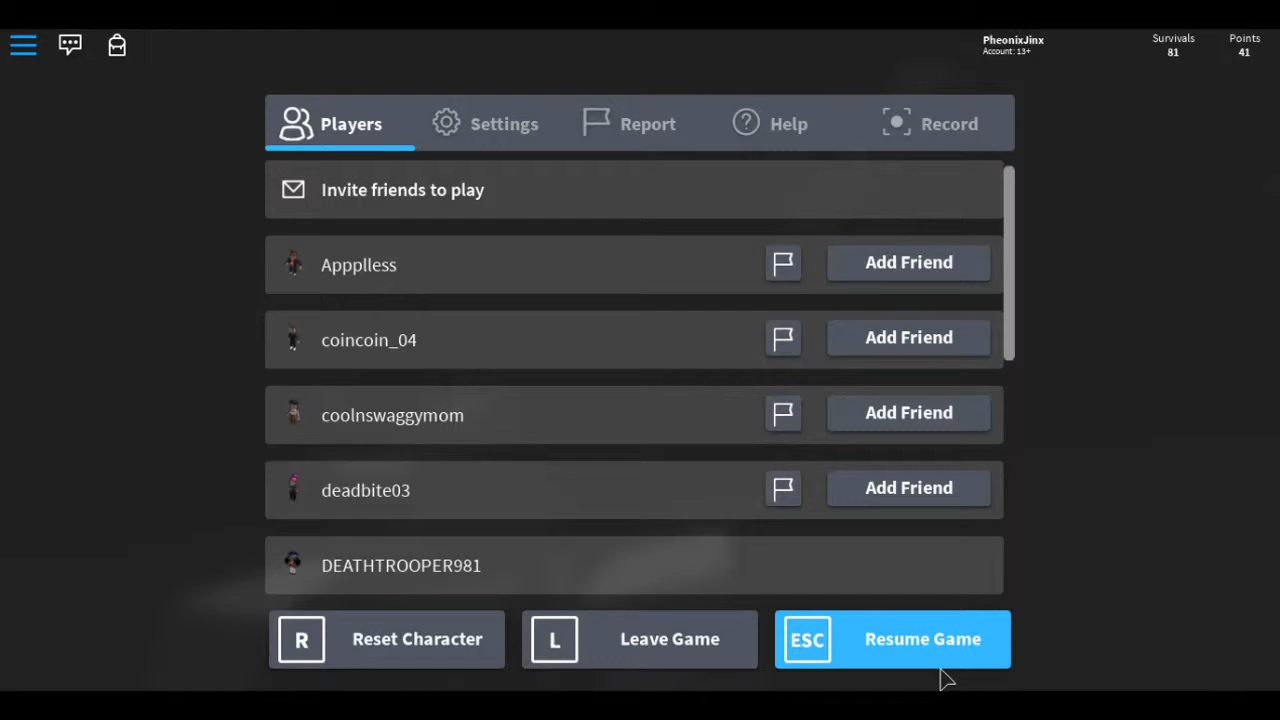 PheonixJinx
Account: 13+
Survivals
81
Points
41
Players
Settings
Report
Help
Record
Invite friends to play
Appplless
Add Friend
coincoin_04
Add Friend
coolnswaggymom
Add Friend
deadbite03
Add Friend
DEATHTROOPER981
R
Reset Character
L
Leave Game
ESC
Resume Game